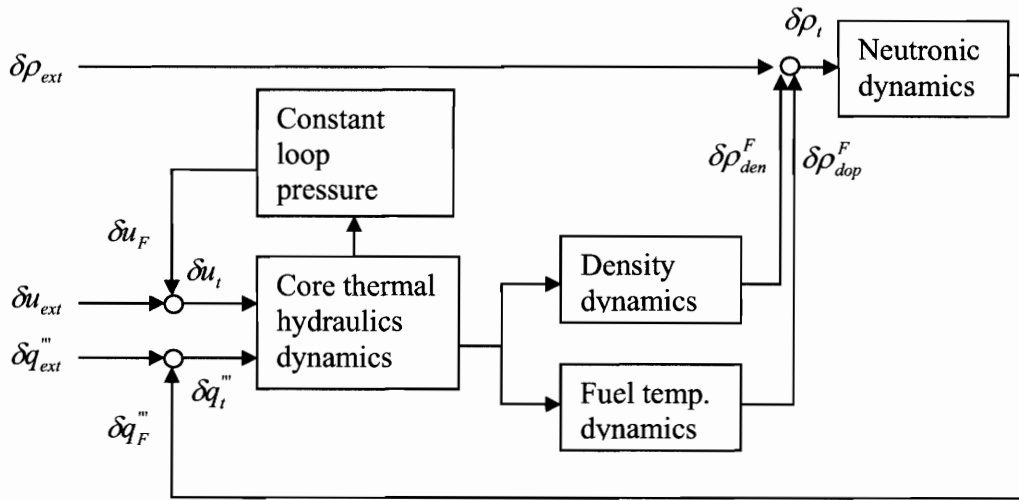 δρ_t
Neutronic
dynamics
δρ_ext
Constant
loop
pressure
δρ^F_den
δρ^F_dop
δu_F
δu_t
δu_ext
Core thermal
hydraulics
dynamics
Density
dynamics
δq'''_ext
δq'''_t
δq'''_F
Fuel temp.
dynamics